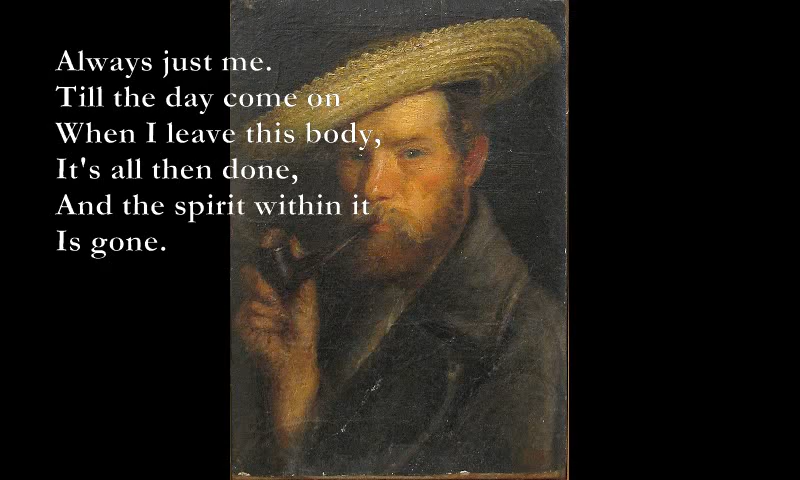 Always just me.
Till the day come on
When I leave this body,
It's all then done,
And the spirit within it
Is gone.